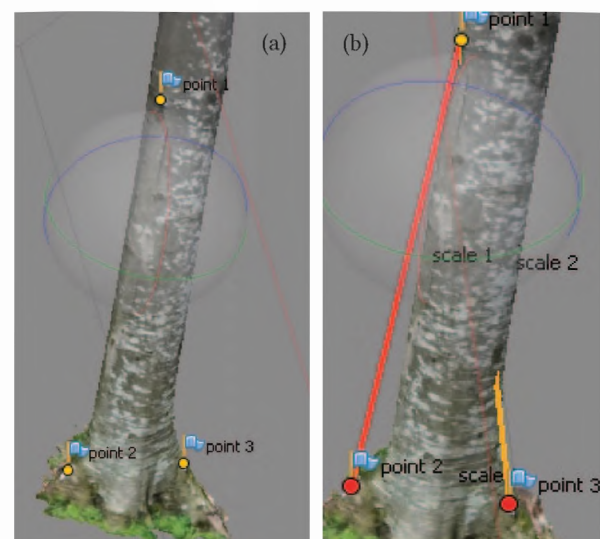 (a)
point 1
point 2
point 3
(b)
point 1
scale 1
scale 2
point 2
scale
point 3